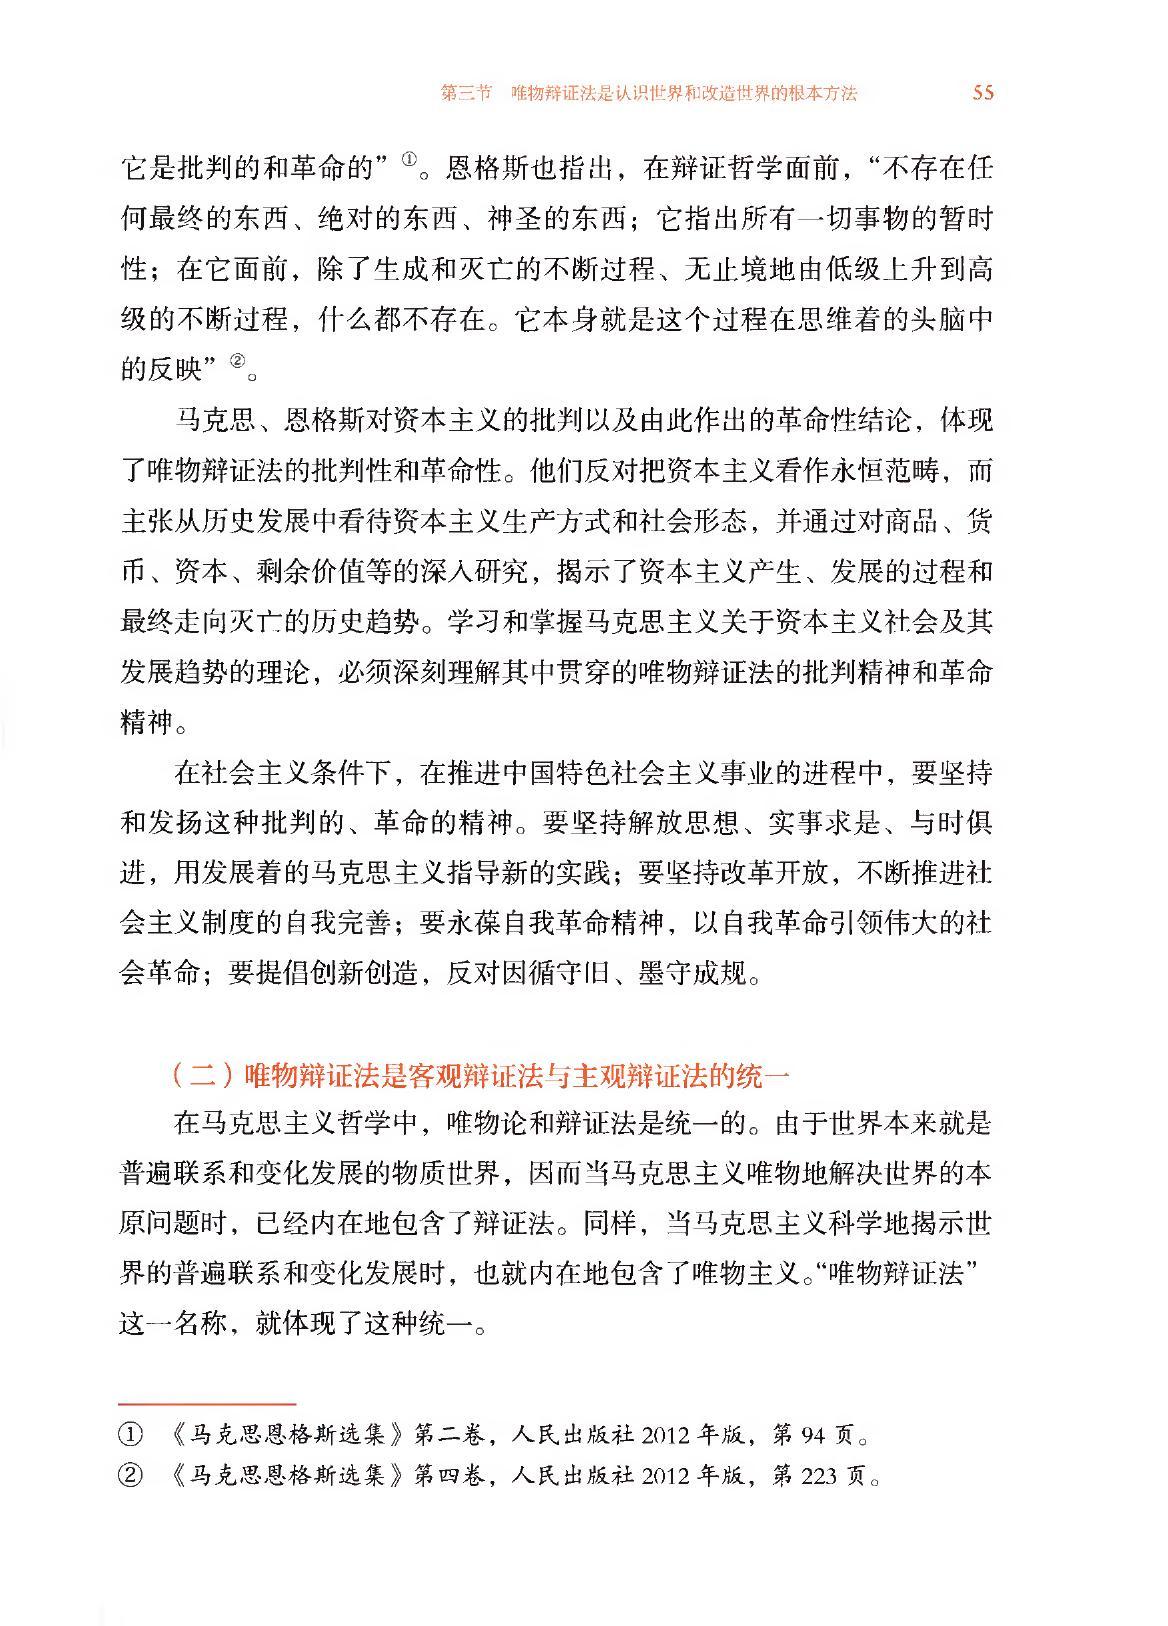 第三节 唯物辩证法是认识世界和改造世界的根本方法 55
它是批判的和革命的”①。恩格斯也指出，在辩证哲学面前，“不存在任
何最终的东西、绝对的东西、神圣的东西；它指出所有一切事物的暂时
性；在它面前，除了生成和灭亡的不断过程、无止境地由低级上升到高
级的不断过程，什么都不存在。它本身就是这个过程在思维着的头脑中
的反映”②。
马克思、恩格斯对资本主义的批判以及由此作出的革命性结论，体现
了唯物辩证法的批判性和革命性。他们反对把资本主义看作永恒范畴，而
主张从历史发展中看待资本主义生产方式和社会形态，并通过对商品、货
币、资本、剩余价值等的深入研究，揭示了资本主义产生、发展的过程和
最终走向灭亡的历史趋势。学习和掌握马克思主义关于资本主义社会及其
发展趋势的理论，必须深刻理解其中贯穿的唯物辩证法的批判精神和革命
精神。
在社会主义条件下，在推进中国特色社会主义事业的进程中，要坚持
和发扬这种批判的、革命的精神。要坚持解放思想、实事求是、与时俱
进，用发展着的马克思主义指导新的实践；要坚持改革开放，不断推进社
会主义制度的自我完善；要永葆自我革命精神，以自我革命引领伟大的社
会革命；要提倡创新创造，反对因循守旧、墨守成规。
（二）唯物辩证法是客观辩证法与主观辩证法的统一
在马克思主义哲学中，唯物论和辩证法是统一的。由于世界本来就是
普遍联系和变化发展的物质世界，因而当马克思主义唯物地解决世界的本
原问题时，已经内在地包含了辩证法。同样，当马克思主义科学地揭示世
界的普遍联系和变化发展时，也就内在地包含了唯物主义。“唯物辩证法”
这一名称，就体现了这种统一。
① 《马克思恩格斯选集》第二卷，人民出版社 2012 年版，第 94 页。
② 《马克思恩格斯选集》第四卷，人民出版社 2012 年版，第 223 页。